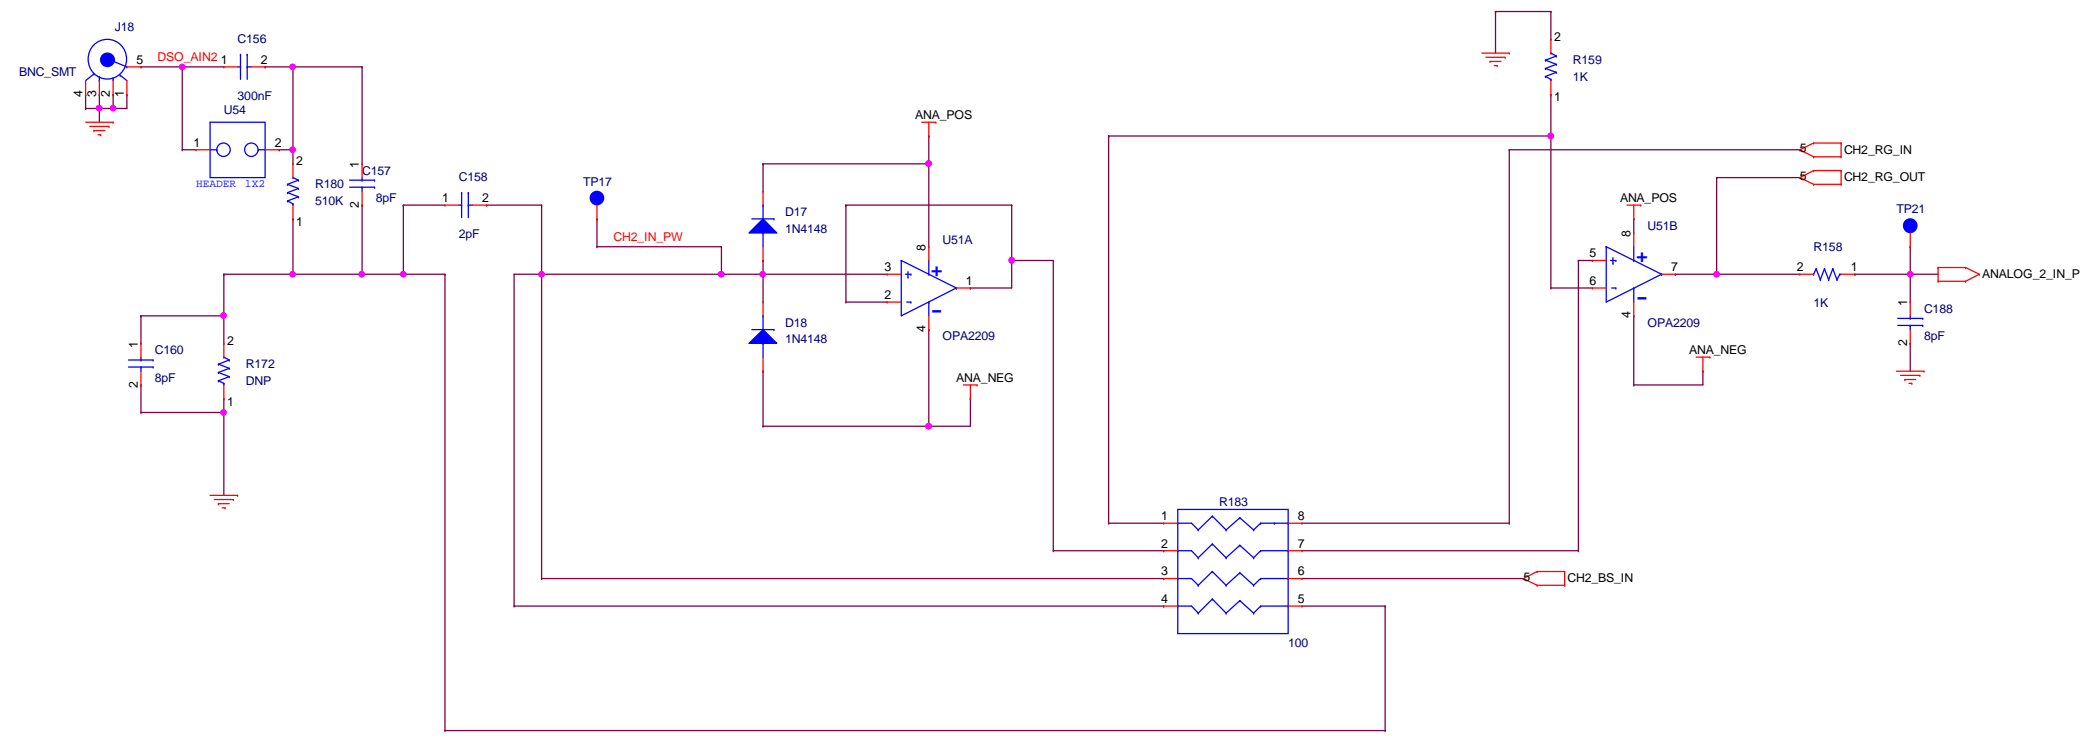 J18
BNC_SMT
5
4
3
2
1
DSO_AIN2
C156
1
2
300nF
U54
1
2
HEADER 1X2
2
R180
510K
1
1
C157
8pF
2
C158
1
2
2pF
1
C160
8pF
2
2
R172
DNP
1
TP17
CH2_IN_PW
ANA_POS
D17
1N4148
D18
1N4148
U51A
8
3
+
+
2
-
-
1
4
OPA2209
ANA_NEG
2
R159
1K
1
5
CH2_RG_IN
5
CH2_RG_OUT
ANA_POS
U51B
8
5
+
+
6
-
-
7
4
OPA2209
ANA_NEG
R158
2
1
1K
TP21
ANALOG_2_IN_P
1
C188
8pF
2
R183
1
8
2
7
3
6
4
5
100
5
CH2_BS_IN